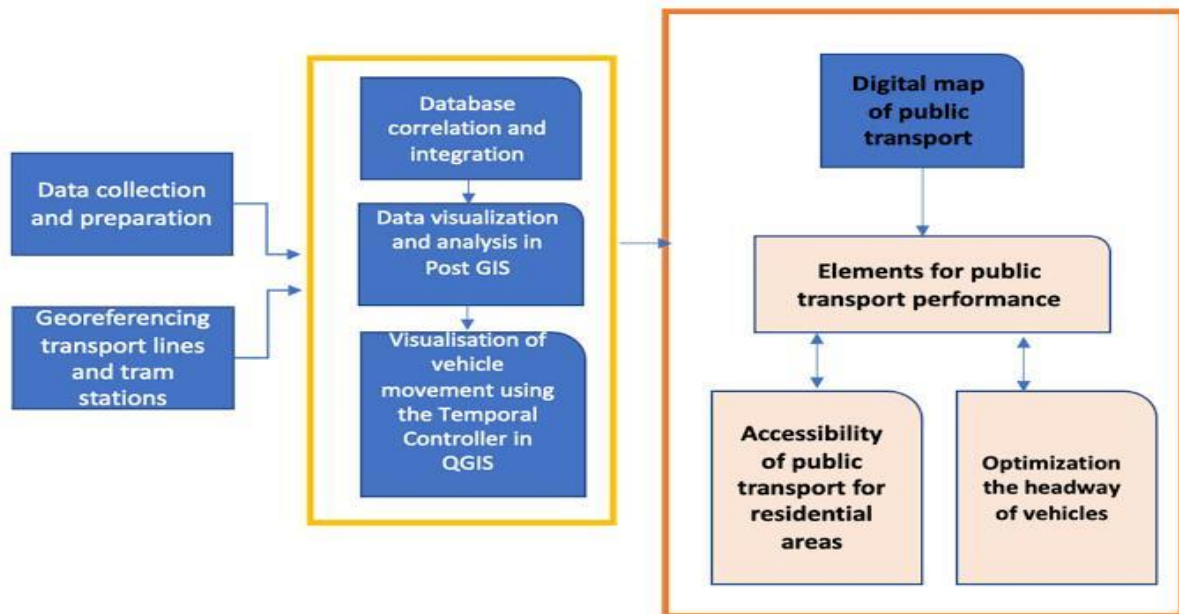 Data collection
and preparation
Georeferencing
transport lines
and tram
stations
Database
correlation and
integration
Data visualization
and analysis in
Post GIS
Visualisation of
vehicle
movement using
the Temporal
Controller in
QGIS
Digital map
of public
transport
Elements for public
transport performance
Accessibility
of public
transport for
residential
areas
Optimization
the headway
of vehicles